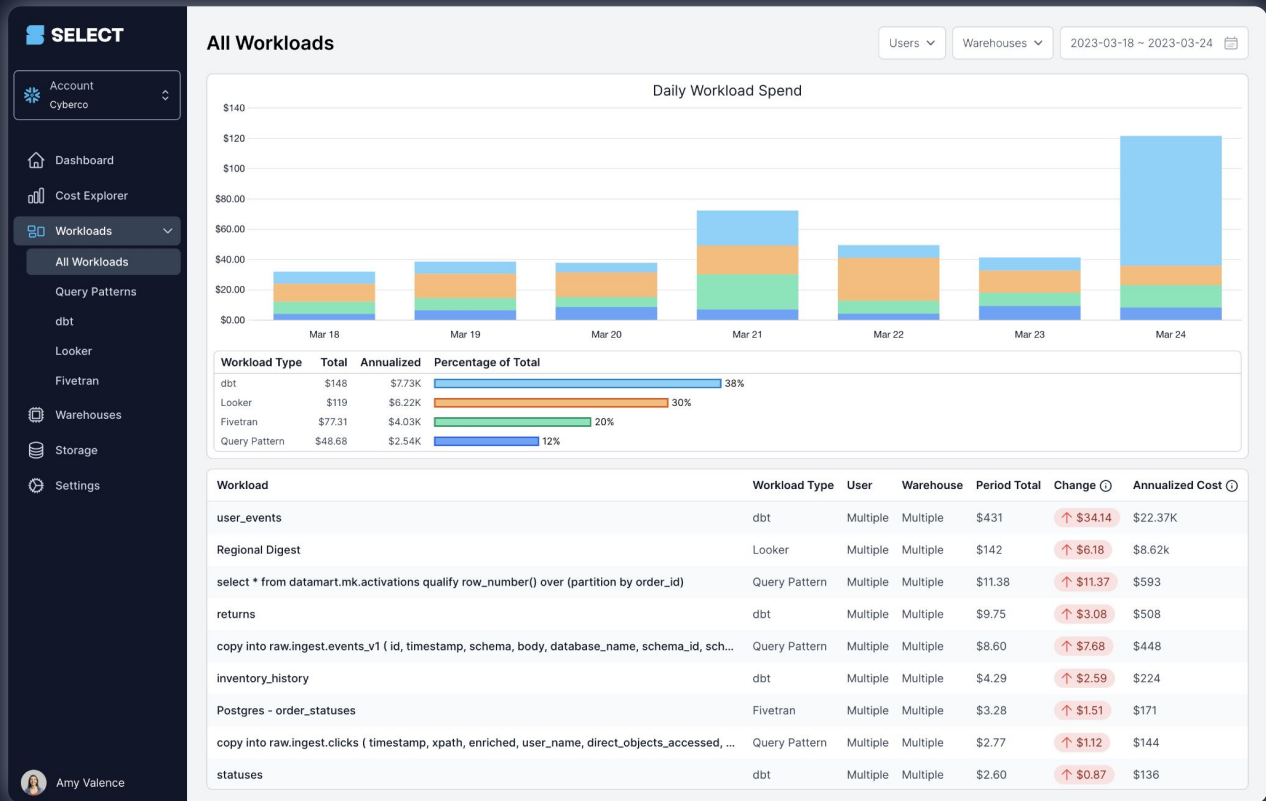 SELECT
Account
Cyberco
Dashboard
Cost Explorer
Workloads
All Workloads
Query Patterns
dbt
Looker
Fivetran
Warehouses
Storage
Settings
Amy Valence
All Workloads
Users
Warehouses
2023-03-18 ~ 2023-03-24
Daily Workload Spend
$140
$120
$100
$80.00
$60.00
$40.00
$20.00
$0.00
Mar 18 Mar 19 Mar 20 Mar 21 Mar 22 Mar 23 Mar 24
Workload Type Total Annualized Percentage of Total
dbt $148 $7.73K 38%
Looker $119 $6.22K 30%
Fivetran $77.31 $4.03K 20%
Query Pattern $48.68 $2.54K 12%
Workload Workload Type User Warehouse Period Total Change Annualized Cost
user_events dbt Multiple Multiple $431 ↑ $34.14 $22.37K
Regional Digest Looker Multiple Multiple $142 ↑ $6.18 $8.62k
select * from datamart.mk.activations qualify row_number() over (partition by order_id) Query Pattern Multiple Multiple $11.38 ↑ $11.37 $593
returns dbt Multiple Multiple $9.75 ↑ $3.08 $508
copy into raw.ingest.events_v1 ( id, timestamp, schema, body, database_name, schema_id, sch... Query Pattern Multiple Multiple $8.60 ↑ $7.68 $448
inventory_history dbt Multiple Multiple $4.29 ↑ $2.59 $224
Postgres - order_statuses Fivetran Multiple Multiple $3.28 ↑ $1.51 $171
copy into raw.ingest.clicks ( timestamp, xpath, enriched, user_name, direct_objects_accessed, ... Query Pattern Multiple Multiple $2.77 ↑ $1.12 $144
statuses dbt Multiple Multiple $2.60 ↑ $0.87 $136